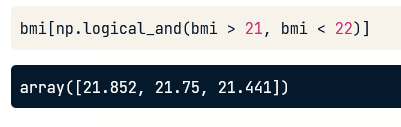 bmi[np.logical_and(bmi > 21, bmi < 22)]
array([21.852, 21.75, 21.441])